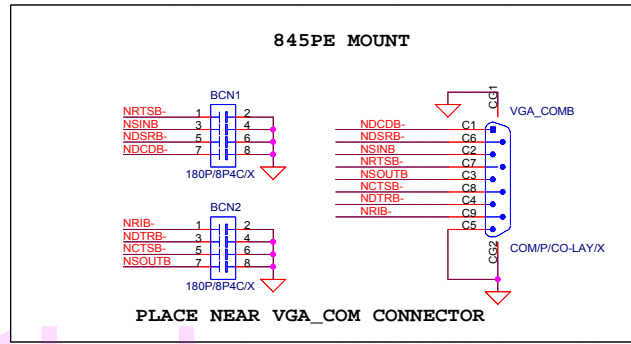 845PE MOUNT
BCN1
NRTSB- 1 2
NSINB 3 4
NDSRB- 5 6
NDCDB- 7 8
180P/8P4C/X
BCN2
NRIB- 1 2
NDTRB- 3 4
NCTSB- 5 6
NSOUTB 7 8
180P/8P4C/X
CG1
VGA_COMB
NDCDB- C1
NDSRB- C6
NSINB C2
NRTSB- C7
NSOUTB C3
NCTSB- C8
NDTRB- C4
NRIB- C9
C5
CG2
COM/P/CO-LAY/X
PLACE NEAR VGA_COM CONNECTOR